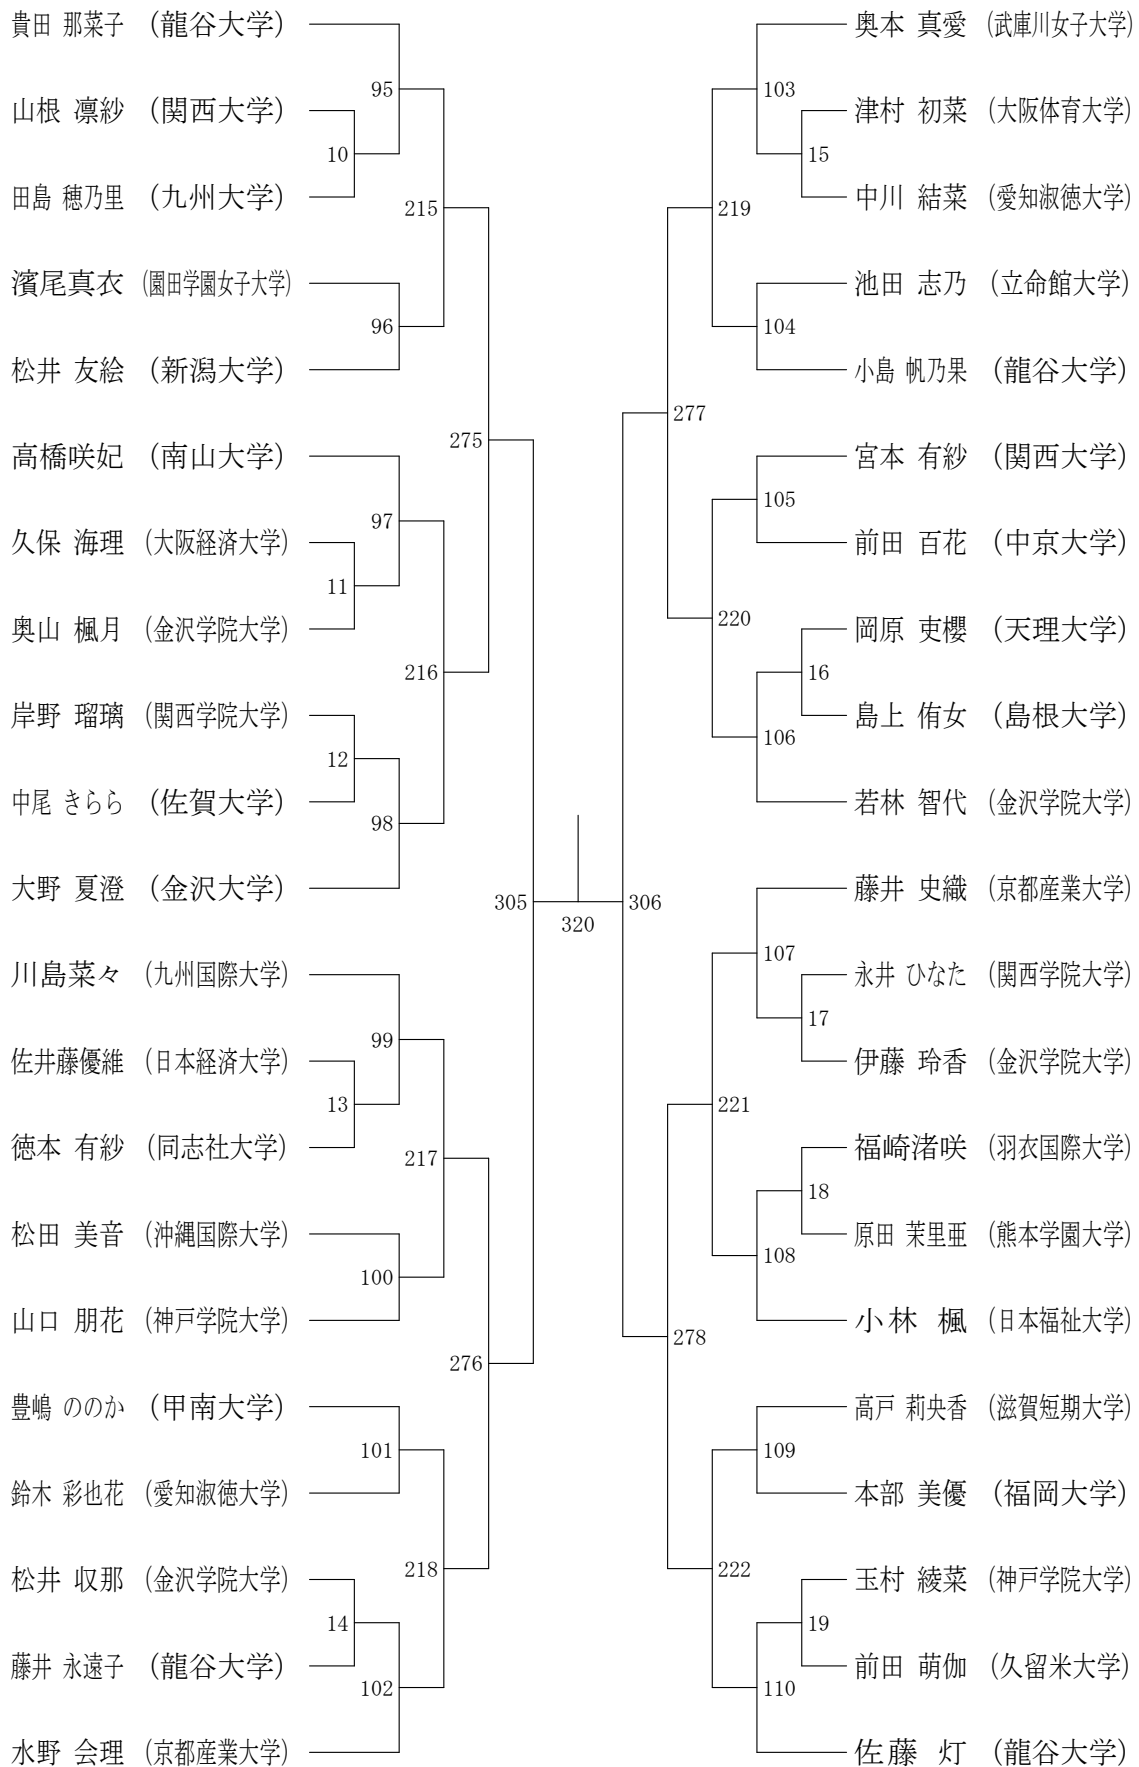 貴田 那菜子 (龍谷大学)
山根 凛紗 (関西大学)
田島 穂乃里 (九州大学)
濱尾真衣 (園田学園女子大学)
松井 友絵 (新潟大学)
高橋咲妃 (南山大学)
久保 海理 (大阪経済大学)
奥山 楓月 (金沢学院大学)
岸野 瑠璃 (関西学院大学)
中尾 きらら (佐賀大学)
大野 夏澄 (金沢大学)
川島菜々 (九州国際大学)
佐井藤優維 (日本経済大学)
徳本 有紗 (同志社大学)
松田 美音 (沖縄国際大学)
山口 朋花 (神戸学院大学)
豊嶋 ののか (甲南大学)
鈴木 彩也花 (愛知淑徳大学)
松井 収那 (金沢学院大学)
藤井 永遠子 (龍谷大学)
水野 会理 (京都産業大学)
95
10
215
96
275
97
11
216
12
98
305
99
13
217
100
276
101
218
14
102
320
奥本 真愛 (武庫川女子大学)
津村 初菜 (大阪体育大学)
中川 結菜 (愛知淑徳大学)
池田 志乃 (立命館大学)
小島 帆乃果 (龍谷大学)
宮本 有紗 (関西大学)
前田 百花 (中京大学)
岡原 吏櫻 (天理大学)
島上 侑女 (島根大学)
若林 智代 (金沢学院大学)
藤井 史織 (京都産業大学)
永井 ひなた (関西学院大学)
伊藤 玲香 (金沢学院大学)
福崎渚咲 (羽衣国際大学)
原田 茉里亜 (熊本学園大学)
小林 楓 (日本福祉大学)
高戸 莉央香 (滋賀短期大学)
本部 美優 (福岡大学)
玉村 綾菜 (神戸学院大学)
前田 萌伽 (久留米大学)
佐藤 灯 (龍谷大学)
103
15
219
104
277
105
220
16
106
306
107
17
221
18
108
278
109
222
19
110